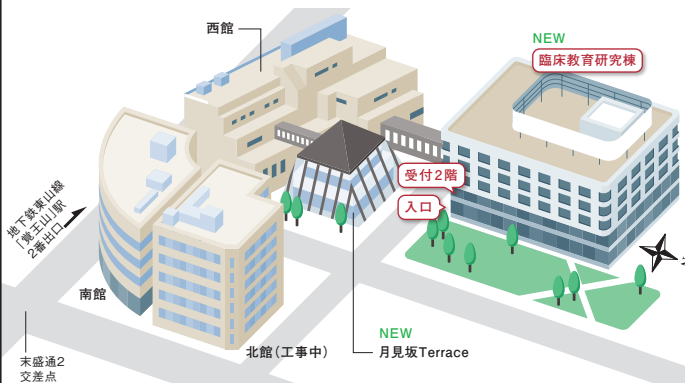 西館
NEW
臨床教育研究棟
受付2階
入口
地下鉄東山線
「覚王山」駅
2番出口
南館
末盛通2
交差点
北館(工事中)
NEW
月見坂Terrace